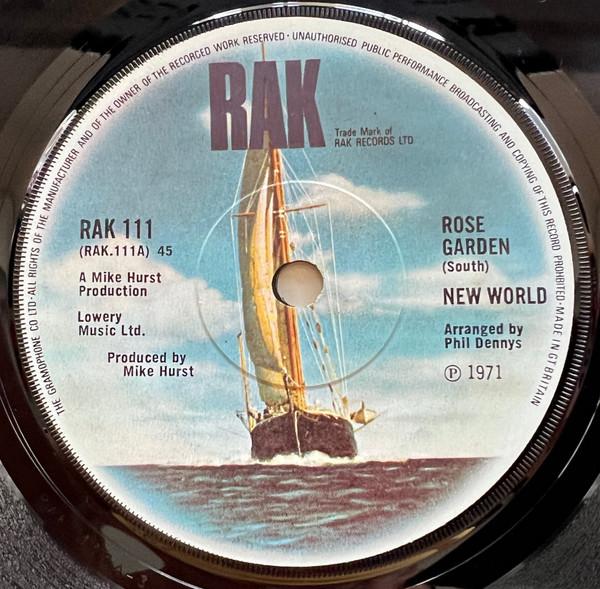 THE GRAMOPHONE CO LTD·ALL RIGHTS OF THE MANUFACTURER AND OF THE OWNER OF THE RECORDED WORK RESERVED·UNAUTHORISED PUBLIC PERFORMANCE BROADCASTING AND COPYING OF THIS RECORD PROHIBITED·MADE IN GT BRITAIN
RAK
Trade Mark of
RAK RECORDS LTD
RAK 111
(RAK.111A) 45
A Mike Hurst
Production
Lowery
Music Ltd.
Produced by
Mike Hurst
ROSE
GARDEN
(South)
NEW WORLD
Arranged by
Phil Dennys
℗ 1971